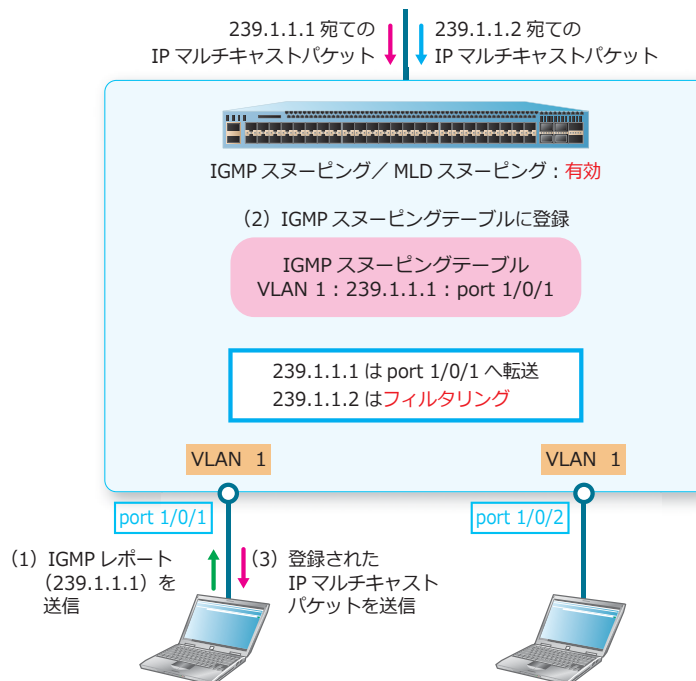 239.1.1.1 宛ての
IP マルチキャストパケット
239.1.1.2 宛ての
IP マルチキャストパケット
IGMP スヌーピング／ MLD スヌーピング：有効
（2）IGMP スヌーピングテーブルに登録
IGMP スヌーピングテーブル
VLAN 1：239.1.1.1：port 1/0/1
239.1.1.1 は port 1/0/1 へ転送
239.1.1.2 はフィルタリング
VLAN 1
VLAN 1
port 1/0/1
port 1/0/2
（1）IGMP レポート
（239.1.1.1）を
送信
（3）登録された
IP マルチキャスト
パケットを送信